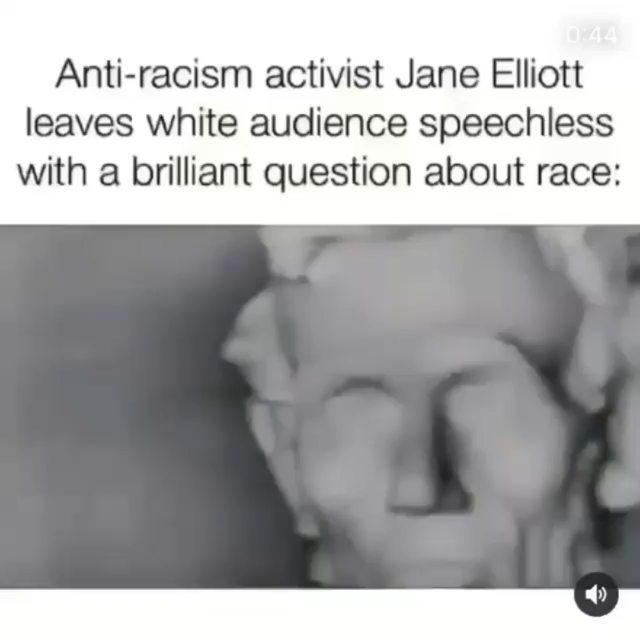 0:44
Anti-racism activist Jane Elliott
leaves white audience speechless
with a brilliant question about race: